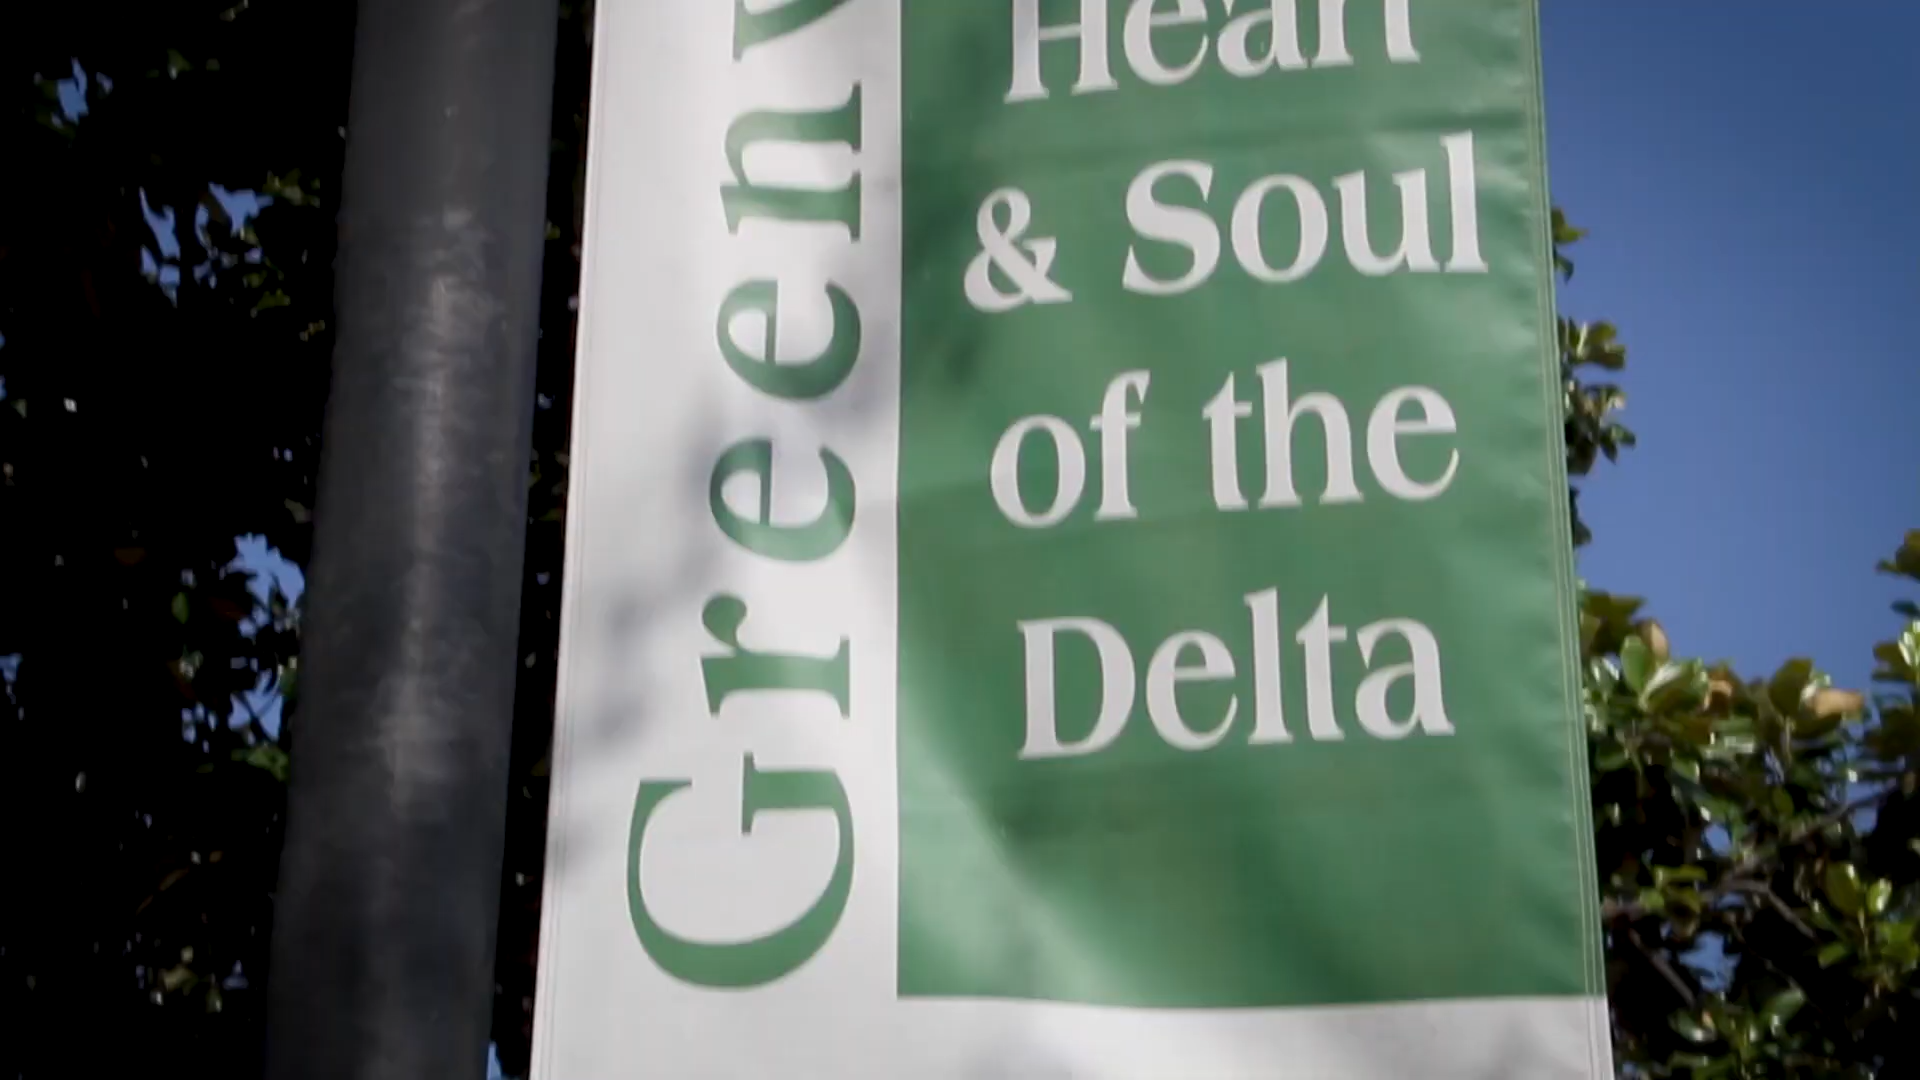 Greenv
Heart
& Soul
of the
Delta